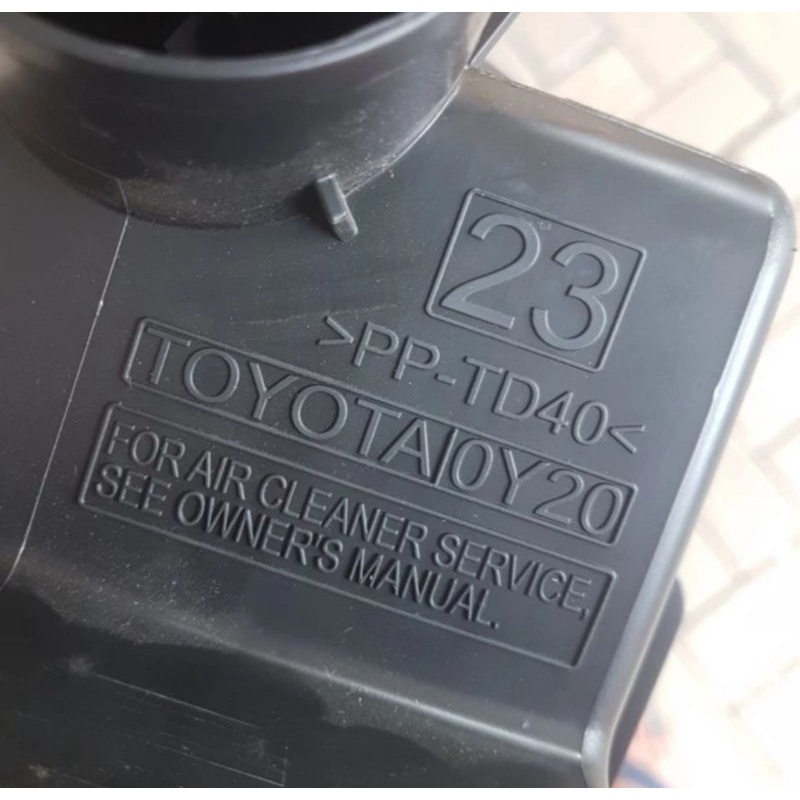 23
>PP-TD40<
TOYOTA/0Y20
FOR AIR CLEANER SERVICE,
SEE OWNER'S MANUAL.